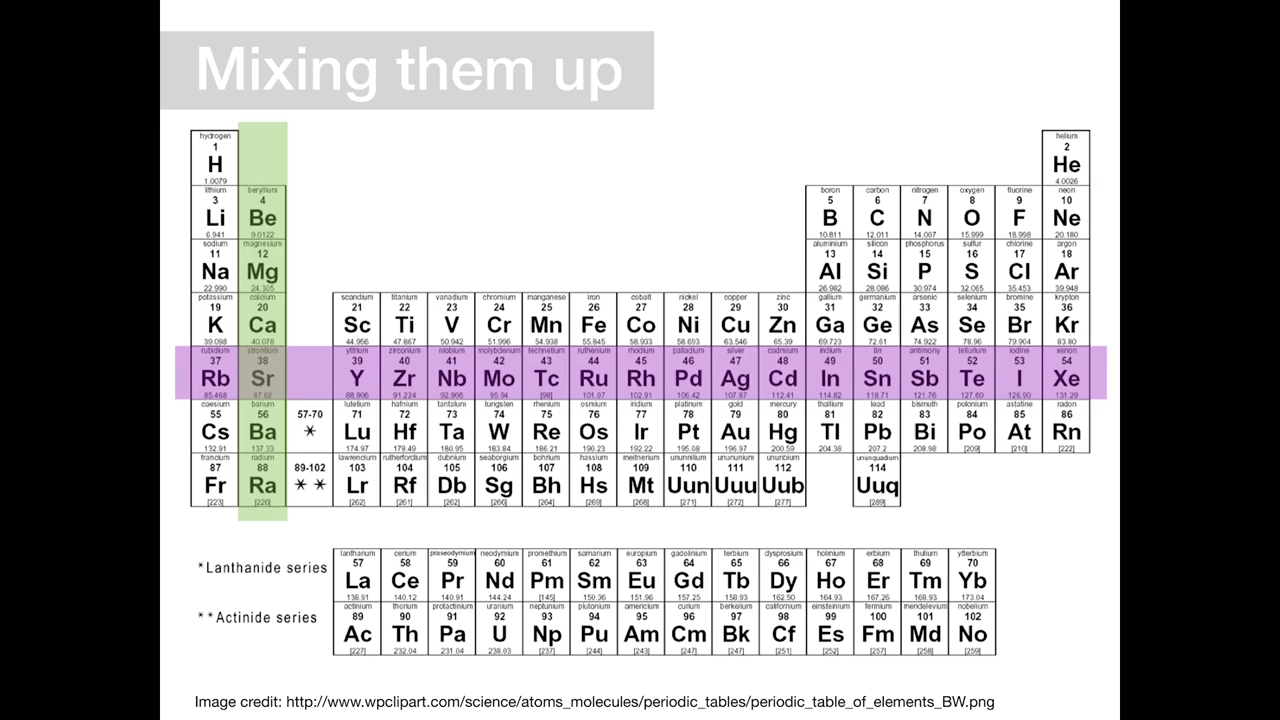 Mixing them up
hydrogen helium
1 2
H He
1.0079 4.0026
lithium beryllium boron carbon nitrogen oxygen fluorine neon
3 4 5 6 7 8 9 10
Li Be B C N O F Ne
6.941 9.0122 10.811 12.011 14.007 15.999 18.998 20.180
sodium magnesium aluminium silicon phosphorus sulfur chlorine argon
11 12 13 14 15 16 17 18
Na Mg Al Si P S Cl Ar
22.990 24.305 26.982 28.086 30.974 32.065 35.453 39.948
potassium calcium scandium titanium vanadium chromium manganese iron cobalt nickel copper zinc gallium germanium arsenic selenium bromine krypton
19 20 21 22 23 24 25 26 27 28 29 30 31 32 33 34 35 36
K Ca Sc Ti V Cr Mn Fe Co Ni Cu Zn Ga Ge As Se Br Kr
39.098 40.078 44.956 47.867 50.942 51.996 54.938 55.845 58.933 58.693 63.546 65.39 69.723 72.61 74.922 78.96 79.904 83.80
rubidium strontium yttrium zirconium niobium molybdenum technetium ruthenium rhodium palladium silver cadmium indium tin antimony tellurium iodine xenon
37 38 39 40 41 42 43 44 45 46 47 48 49 50 51 52 53 54
Rb Sr Y Zr Nb Mo Tc Ru Rh Pd Ag Cd In Sn Sb Te I Xe
85.468 87.62 88.906 91.224 92.906 95.94 [98] 101.07 102.91 106.42 107.87 112.41 114.82 118.71 121.76 127.60 126.90 131.29
caesium barium lutetium hafnium tantalum tungsten rhenium osmium iridium platinum gold mercury thallium lead bismuth polonium astatine radon
55 56 57-70 71 72 73 74 75 76 77 78 79 80 81 82 83 84 85 86
Cs Ba * Lu Hf Ta W Re Os Ir Pt Au Hg Tl Pb Bi Po At Rn
132.91 137.33 174.97 178.49 180.95 183.84 186.21 190.23 192.22 195.08 196.97 200.59 204.38 207.2 208.98 [209] [210] [222]
francium radium lawrencium rutherfordium dubnium seaborgium bohrium hassium meitnerium ununnilium unununium ununbium ununquadium
87 88 89-102 103 104 105 106 107 108 109 110 111 112 114
Fr Ra * * Lr Rf Db Sg Bh Hs Mt Uun Uuu Uub Uuq
[223] [226] [262] [261] [262] [266] [264] [269] [268] [271] [272] [277] [289]
*Lanthanide series
lanthanum cerium praseodymium neodymium promethium samarium europium gadolinium terbium dysprosium holmium erbium thulium ytterbium
57 58 59 60 61 62 63 64 65 66 67 68 69 70
La Ce Pr Nd Pm Sm Eu Gd Tb Dy Ho Er Tm Yb
138.91 140.12 140.91 144.24 [145] 150.36 151.96 157.25 158.93 162.50 164.93 167.26 168.93 173.04
**Actinide series
actinium thorium protactinium uranium neptunium plutonium americium curium berkelium californium einsteinium fermium mendelevium nobelium
89 90 91 92 93 94 95 96 97 98 99 100 101 102
Ac Th Pa U Np Pu Am Cm Bk Cf Es Fm Md No
[227] 232.04 231.04 238.03 [237] [244] [243] [247] [247] [251] [252] [257] [258] [259]
Image credit: http://www.wpclipart.com/science/atoms_molecules/periodic_tables/periodic_table_of_elements_BW.png